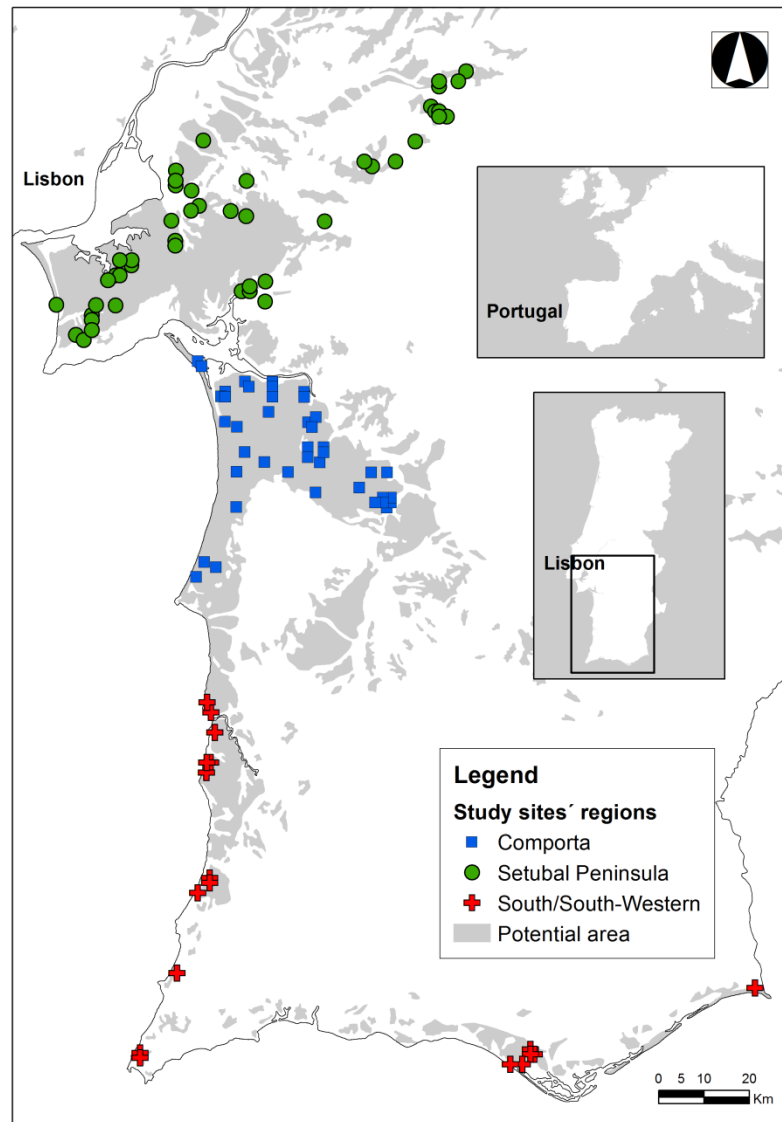 Lisbon
Portugal
Lisbon
Legend
Study sites´ regions
Comporta
Setubal Peninsula
South/South-Western
Potential area
0 5 10 20
Km